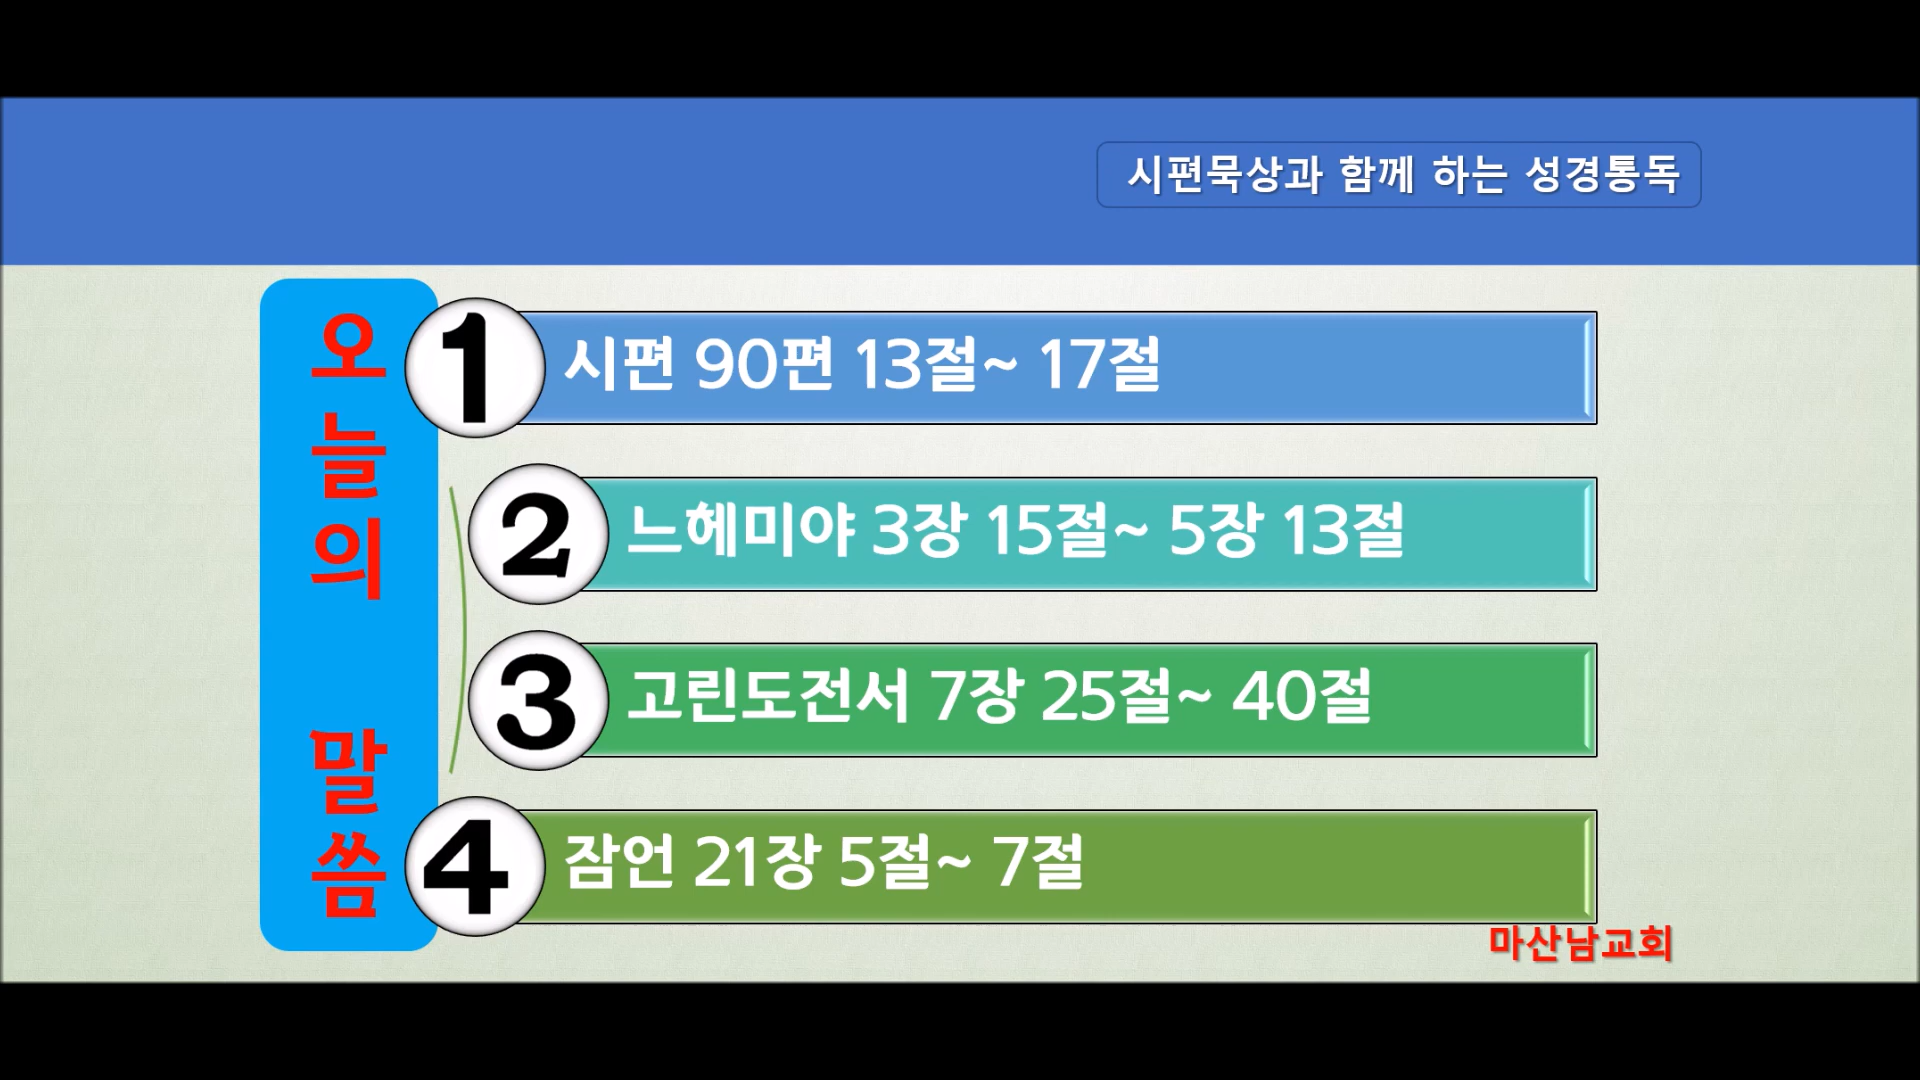 시편묵상과 함께 하는 성경통독
오늘의 말씀
1 시편 90편 13절~ 17절
2 느헤미야 3장 15절~ 5장 13절
3 고린도전서 7장 25절~ 40절
4 잠언 21장 5절~ 7절
마산남교회